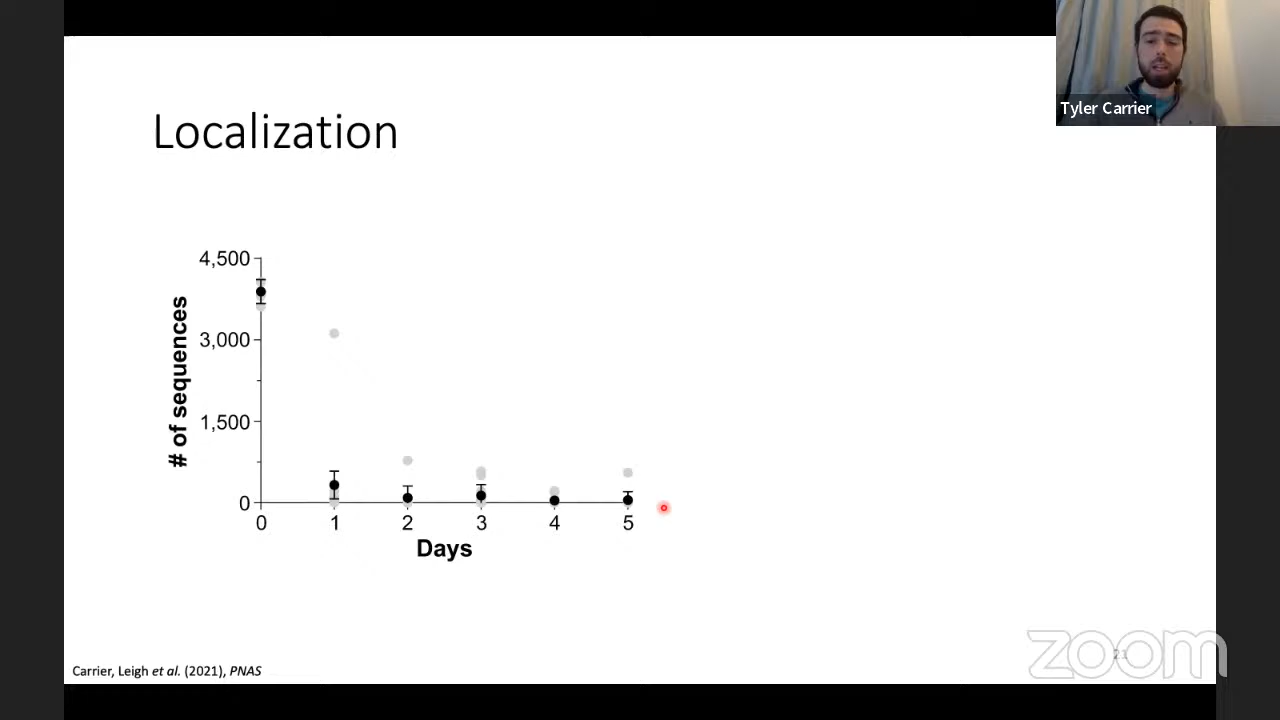 Tyler Carrier
Localization
4,500
3,000
1,500
0
# of sequences
0 1 2 3 4 5
Days
Carrier, Leigh et al. (2021), PNAS
21
zoom